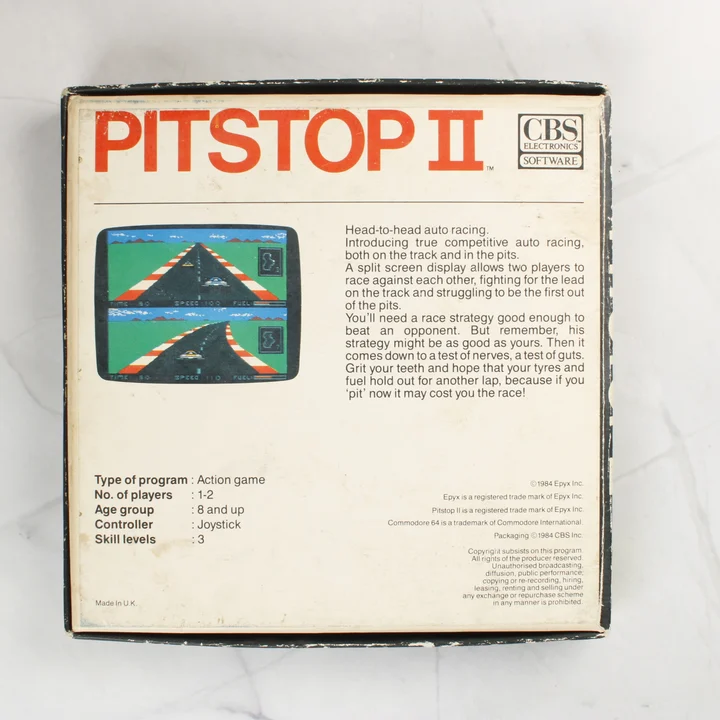 PITSTOP II™
CBS
ELECTRONICS™
SOFTWARE
TIME SPEED 100 FUEL
TIME SPEED 110 FUEL
Head-to-head auto racing.
Introducing true competitive auto racing,
both on the track and in the pits.
A split screen display allows two players to
race against each other, fighting for the lead
on the track and struggling to be the first out
of the pits.
You'll need a race strategy good enough to
beat an opponent. But remember, his
strategy might be as good as yours. Then it
comes down to a test of nerves, a test of guts.
Grit your teeth and hope that your tyres and
fuel hold out for another lap, because if you
'pit' now it may cost you the race!
Type of program : Action game
No. of players : 1-2
Age group : 8 and up
Controller : Joystick
Skill levels : 3
©1984 Epyx Inc.
Epyx is a registered trade mark of Epyx Inc.
Pitstop II is a registered trade mark of Epyx Inc.
Commodore 64 is a trademark of Commodore International.
Packaging ©1984 CBS Inc.
Copyright subsists on this program.
All rights of the producer reserved.
Unauthorised broadcasting,
diffusion, public performance,
copying or re-recording, hiring,
leasing, renting and selling under
any exchange or repurchase scheme
in any manner is prohibited.
Made In U.K.